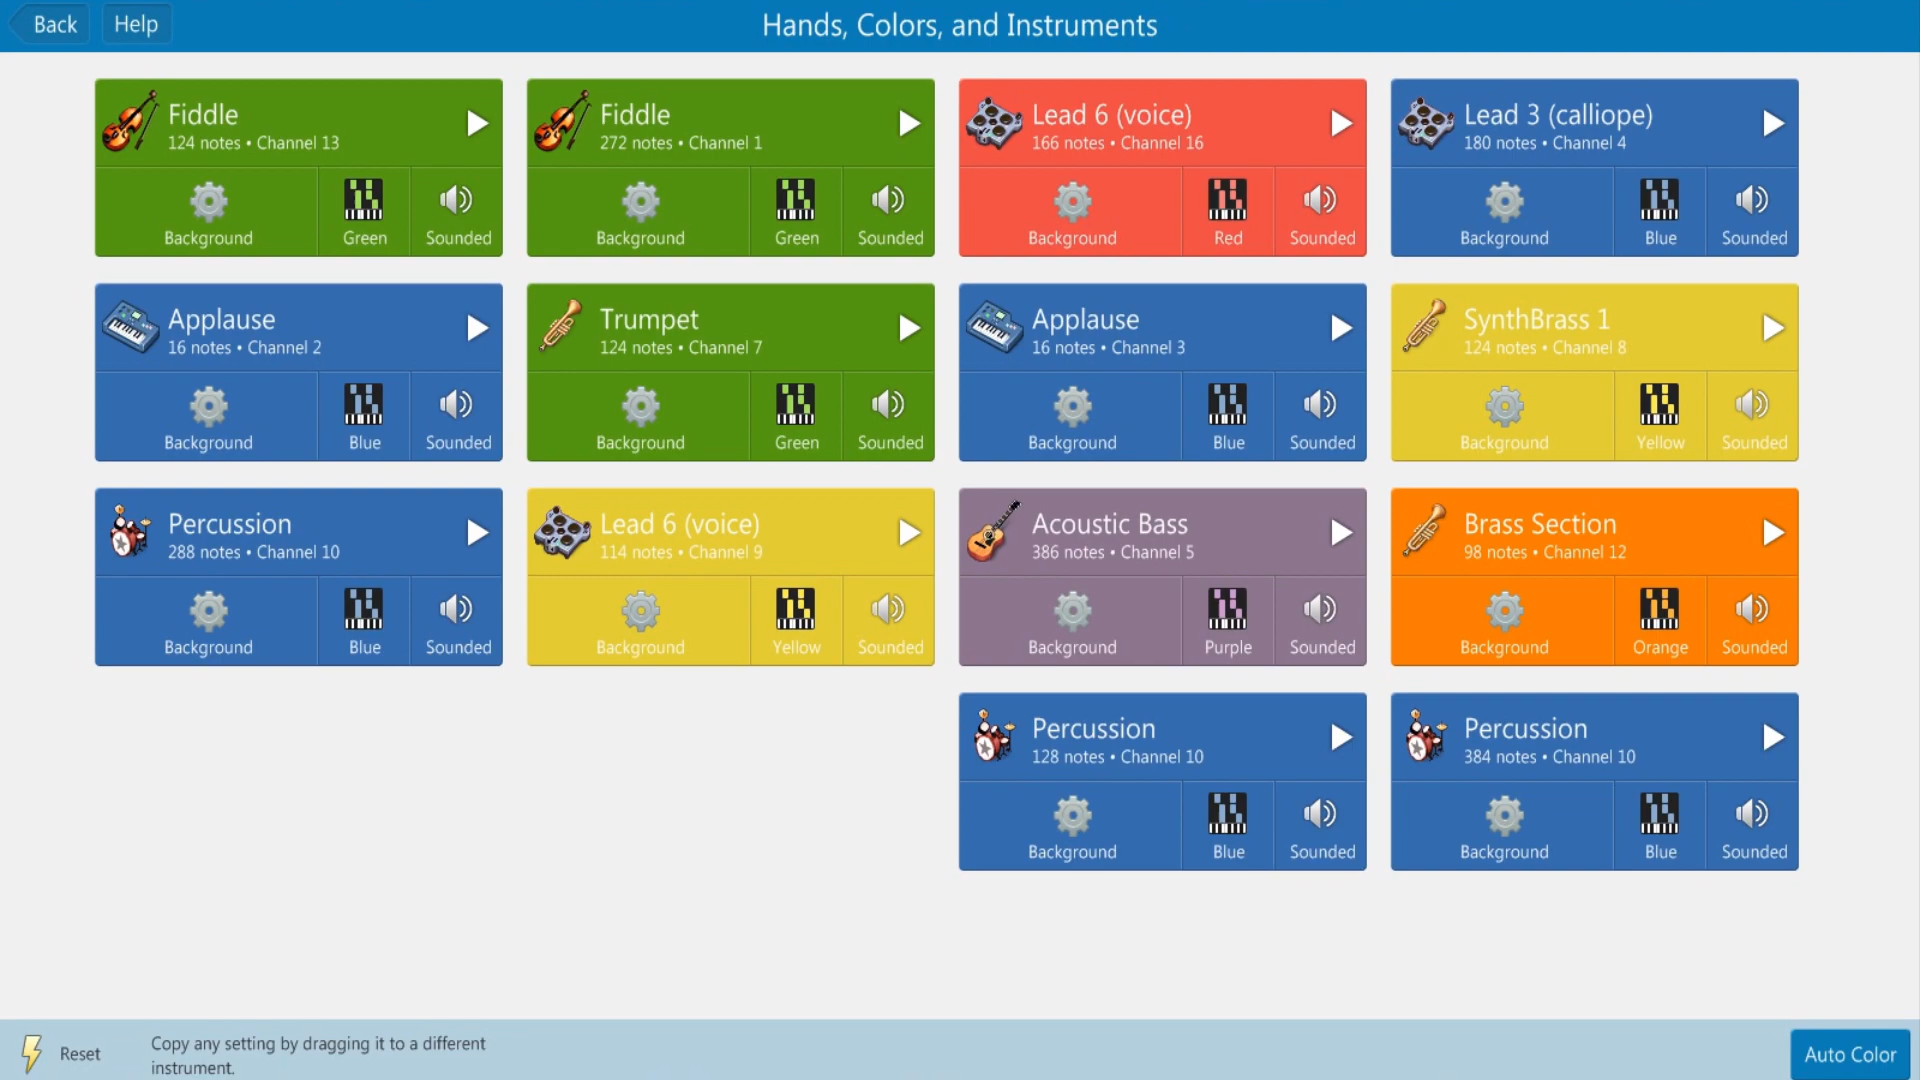 Back
Help
Hands, Colors, and Instruments
Fiddle
124 notes • Channel 13
Background
Green
Sounded
Fiddle
272 notes • Channel 1
Background
Green
Sounded
Lead 6 (voice)
166 notes • Channel 16
Background
Red
Sounded
Lead 3 (calliope)
180 notes • Channel 4
Background
Blue
Sounded
Applause
16 notes • Channel 2
Background
Blue
Sounded
Trumpet
124 notes • Channel 7
Background
Green
Sounded
Applause
16 notes • Channel 3
Background
Blue
Sounded
SynthBrass 1
124 notes • Channel 8
Background
Yellow
Sounded
Percussion
288 notes • Channel 10
Background
Blue
Sounded
Lead 6 (voice)
114 notes • Channel 9
Background
Yellow
Sounded
Acoustic Bass
386 notes • Channel 5
Background
Purple
Sounded
Brass Section
98 notes • Channel 12
Background
Orange
Sounded
Percussion
128 notes • Channel 10
Background
Blue
Sounded
Percussion
384 notes • Channel 10
Background
Blue
Sounded
Reset
Copy any setting by dragging it to a different
instrument.
Auto Color